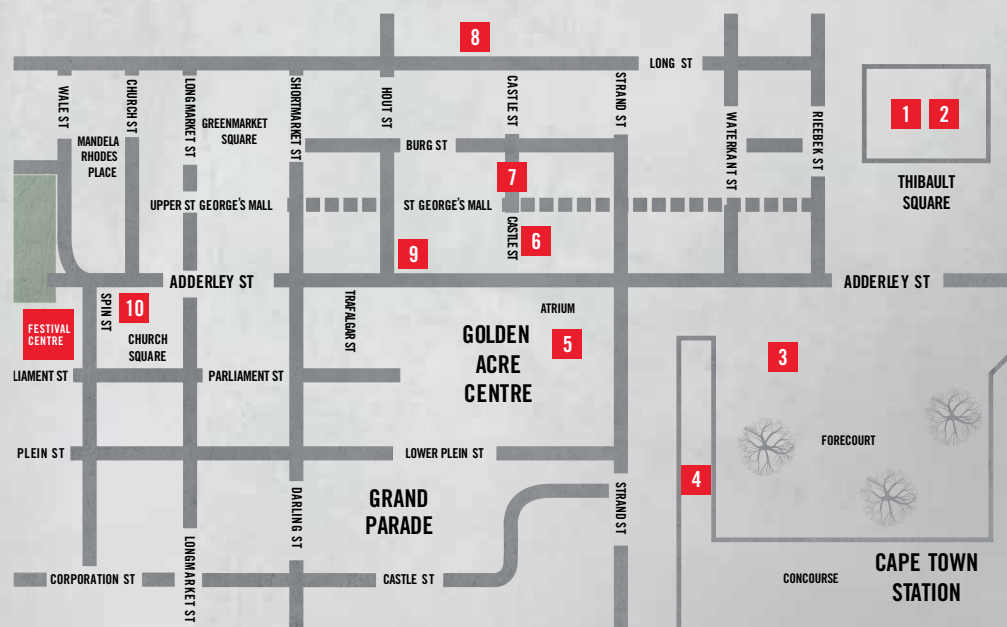 8
LONG ST
WALE ST
CHURCH ST
LONGMARKET ST
SHORTMARKET ST
HOUT ST
CASTLE ST
STRAND ST
WATERKANT ST
RIEEBEK ST
1
2
GREENMARKET
SQUARE
MANDELA
RHODES
PLACE
BURG ST
7
THIBAULT
SQUARE
UPPER ST GEORGE'S MALL
ST GEORGE'S MALL
CASTLE ST
6
9
ADDERLEY ST
ADDERLEY ST
SPIN ST
10
TRAFALGAR ST
ATRIUM
FESTIVAL
CENTRE
CHURCH
SQUARE
GOLDEN
ACRE
CENTRE
5
3
LIAMENT ST
PARLIAMENT ST
FORECOURT
PLEIN ST
LOWER PLEIN ST
4
GRAND
PARADE
DARLING ST
STRAND ST
LONGMARKET ST
CORPORATION ST
CASTLE ST
CONCOURSE
CAPE TOWN
STATION